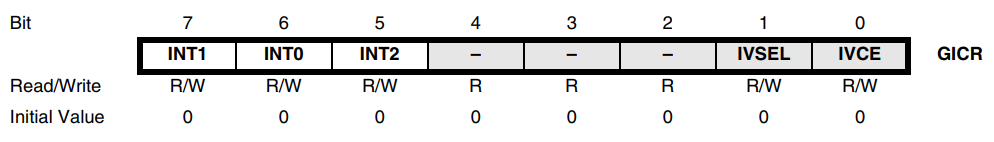 Bit 7 6 5 4 3 2 1 0
INT1 INT0 INT2 – – – IVSEL IVCE GICR
Read/Write R/W R/W R/W R R R R/W R/W
Initial Value 0 0 0 0 0 0 0 0